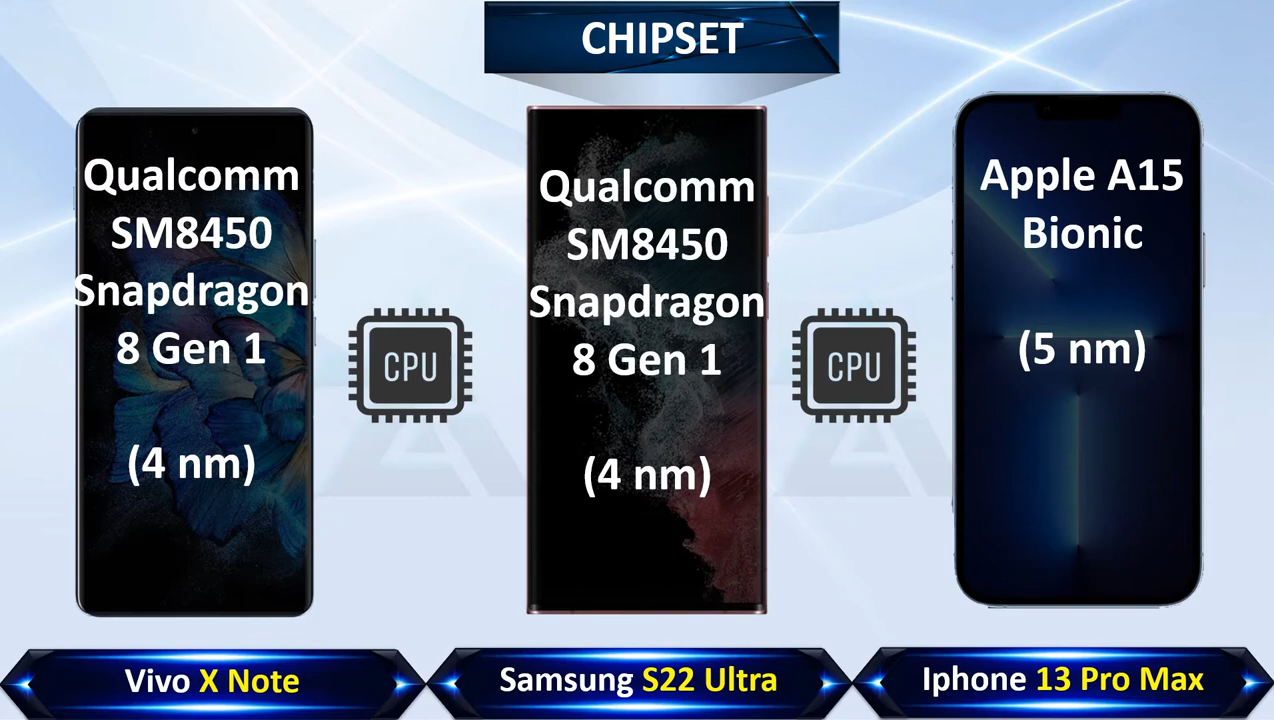 CHIPSET
Qualcomm
SM8450
Snapdragon
8 Gen 1
(4 nm)
CPU
Qualcomm
SM8450
Snapdragon
8 Gen 1
(4 nm)
CPU
Apple A15
Bionic
(5 nm)
Vivo X Note
Samsung S22 Ultra
Iphone 13 Pro Max